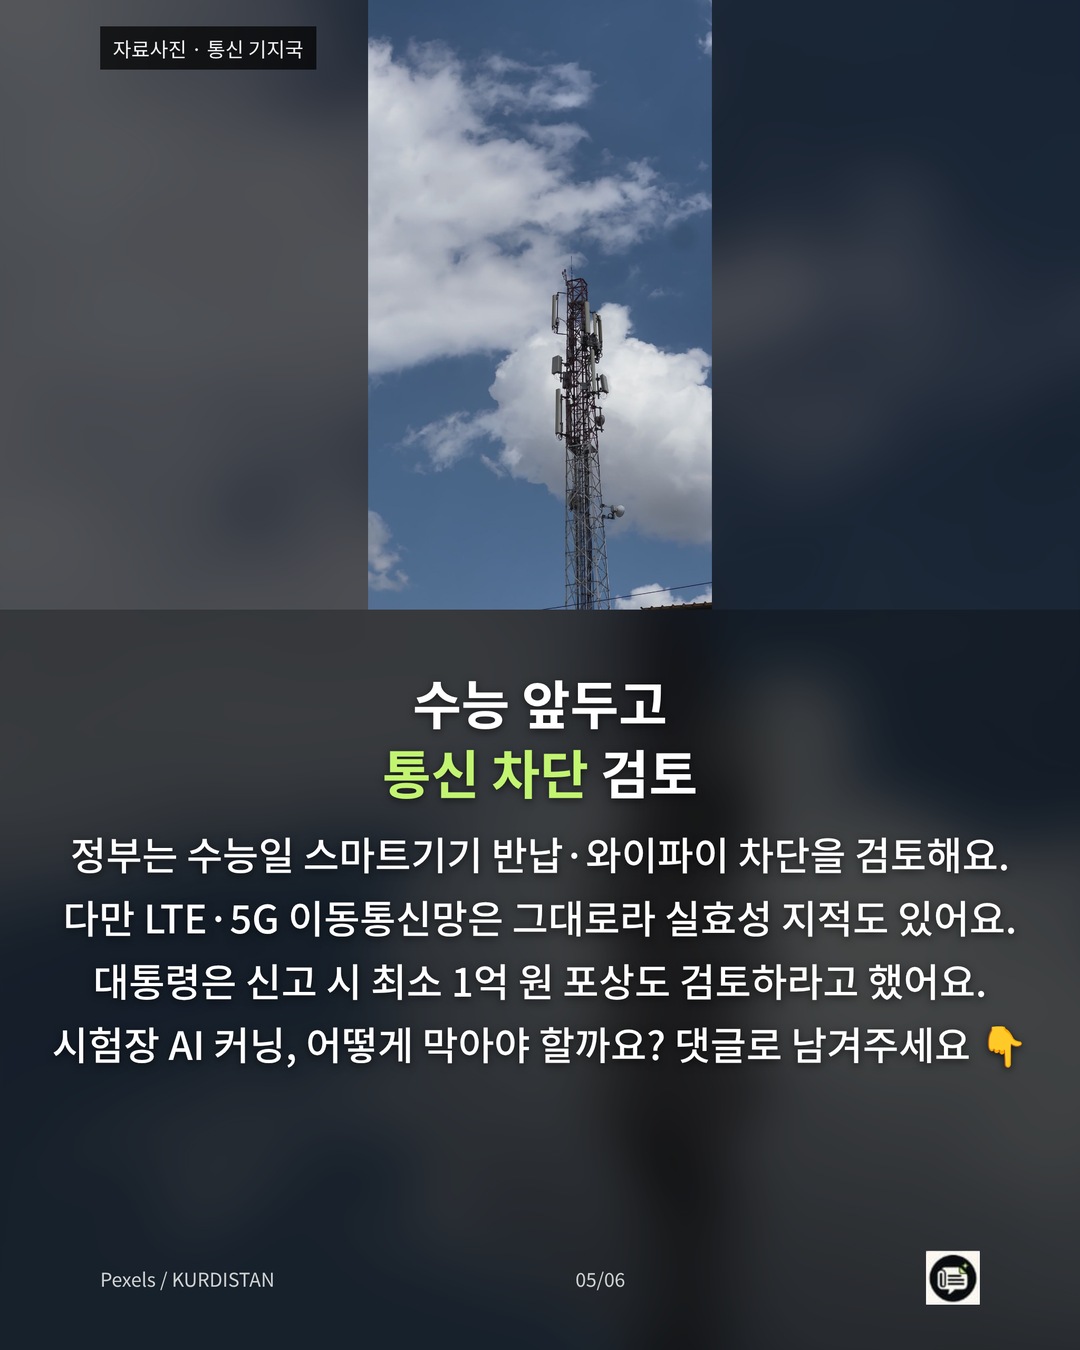 자료사진 · 통신 기지국
수능 앞두고
통신 차단 검토
정부는 수능일 스마트기기 반납·와이파이 차단을 검토해요.
다만 LTE·5G 이동통신망은 그대로라 실효성 지적도 있어요.
대통령은 신고 시 최소 1억 원 포상도 검토하라고 했어요.
시험장 AI 커닝, 어떻게 막아야 할까요? 댓글로 남겨주세요 👇
Pexels / KURDISTAN
05/06